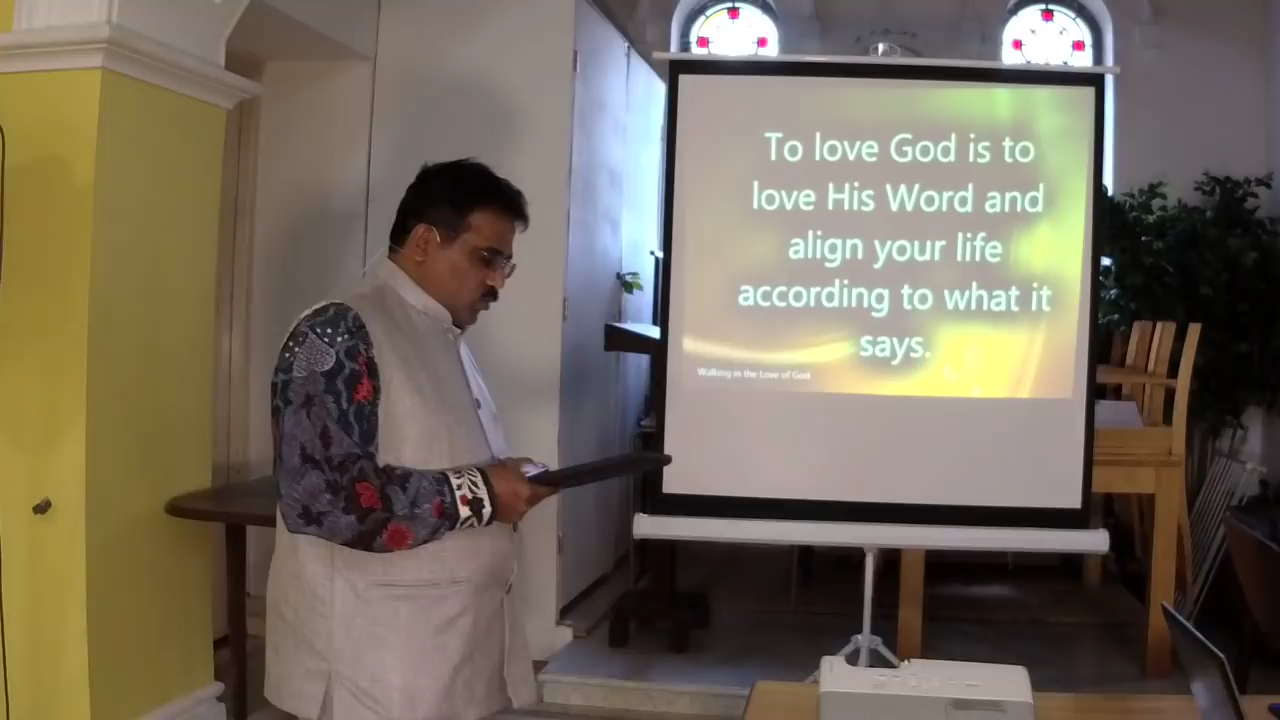 To love God is to
love His Word and
align your life
according to what it
says.
Walking in the Love of God